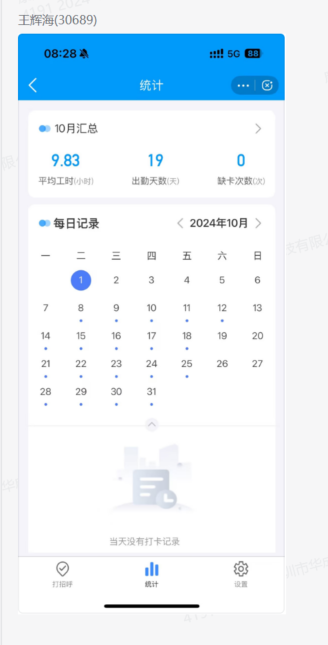 王辉海(30689)
08:28 5G 88
统计
10月汇总
9.83 19 0
平均工时(小时) 出勤天数(天) 缺卡次数(次)
每日记录 2024年10月
一 二 三 四 五 六 日
1 2 3 4 5 6
7 8 9 10 11 12 13
14 15 16 17 18 19 20
21 22 23 24 25 26 27
28 29 30 31
当天没有打卡记录
打招呼 统计 设置